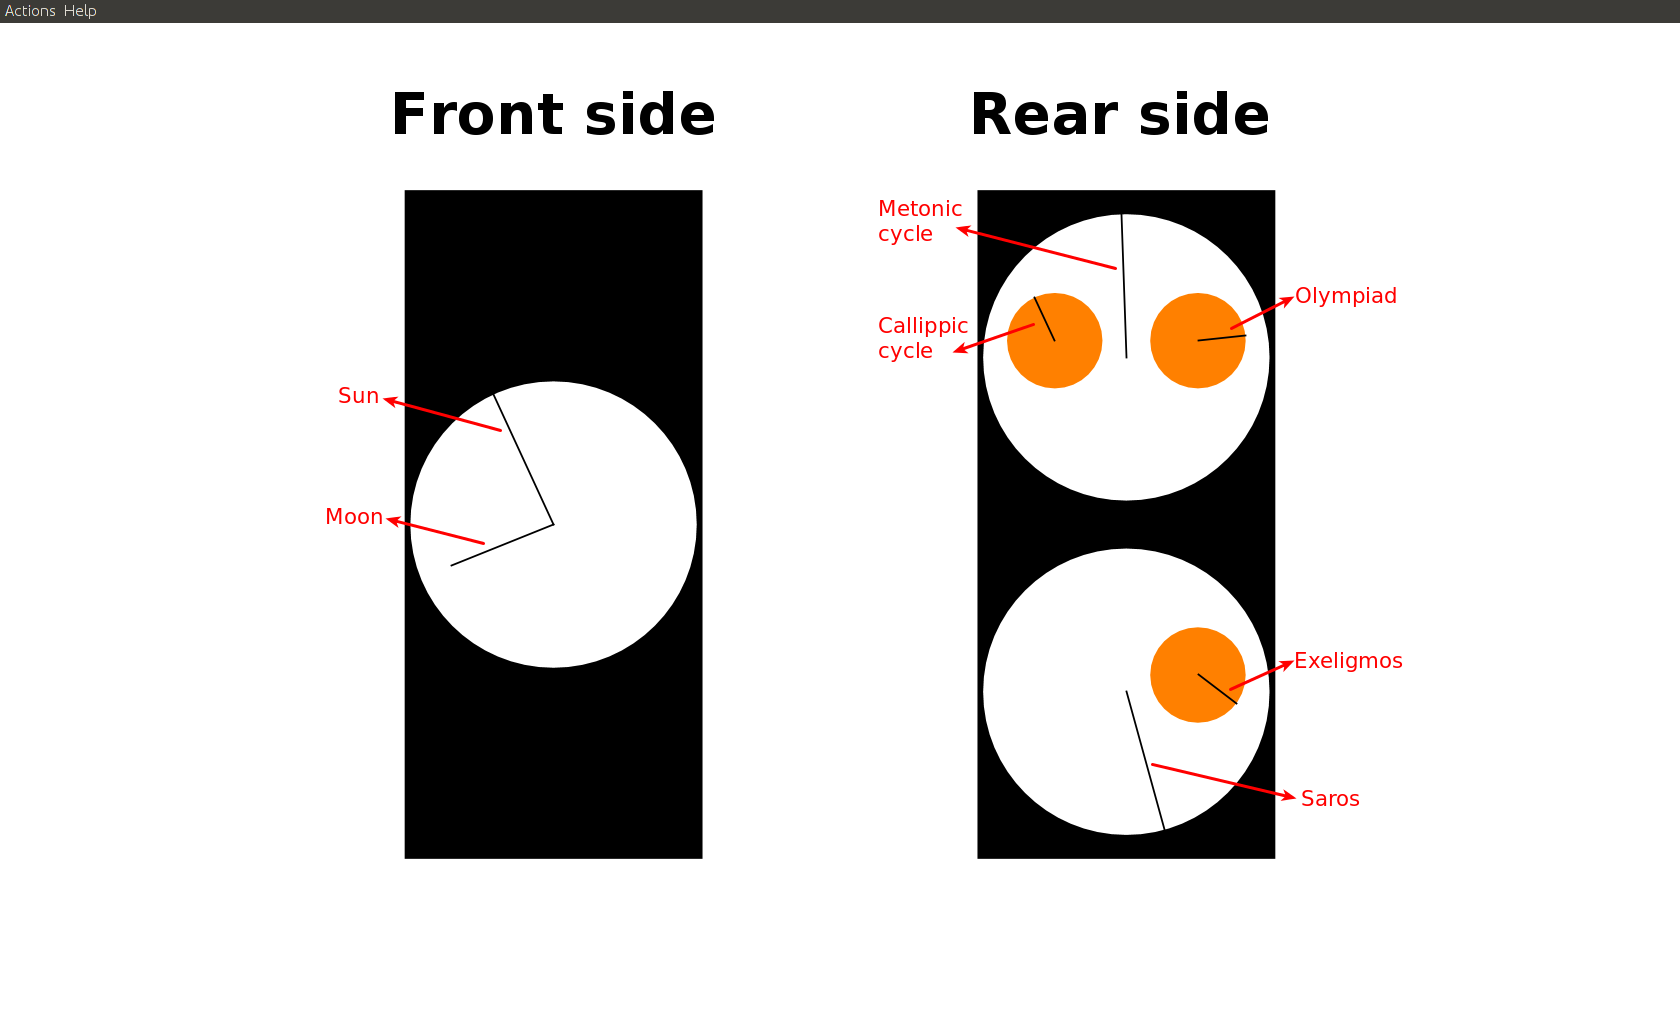 Actions Help
Front side
Rear side
Metonic
cycle
Olympiad
Callippic
cycle
Sun
Moon
Exeligmos
Saros